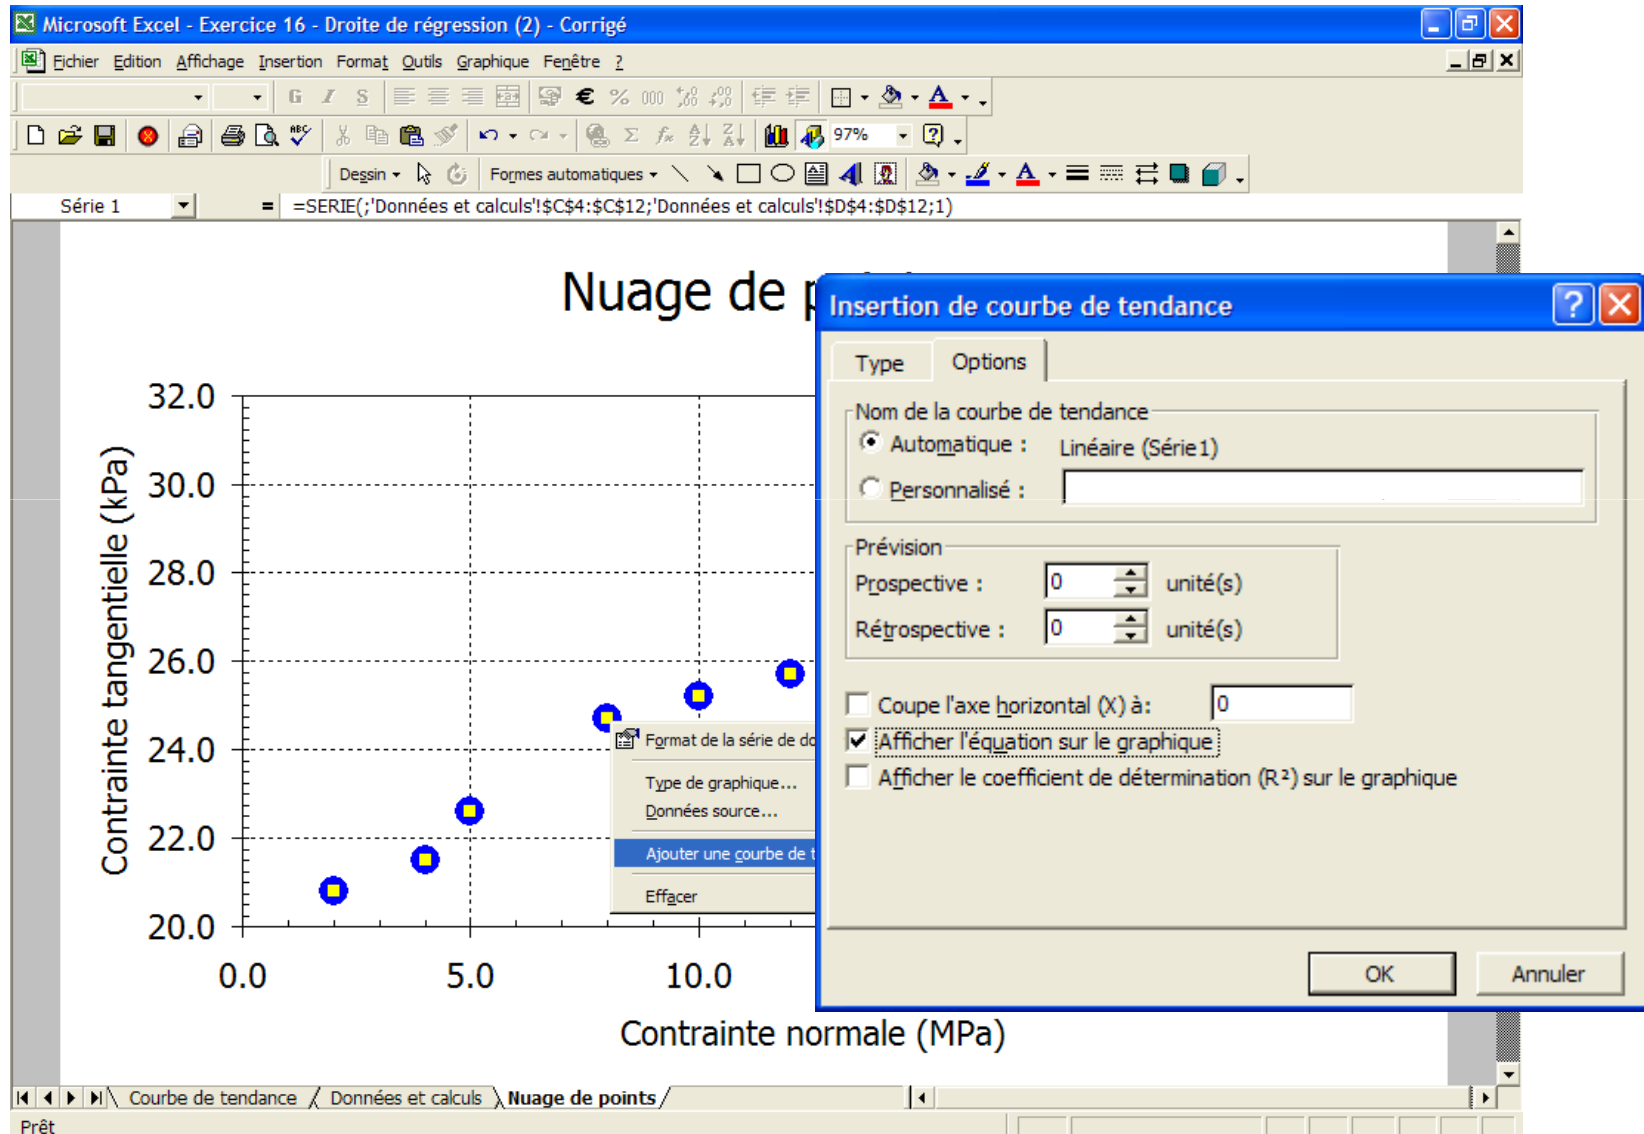 Microsoft Excel - Exercice 16 - Droite de régression (2) - Corrigé
Fichier Edition Affichage Insertion Format Outils Graphique Fenêtre ?
G I S € % 000
ABC 97% ?
Dessin Formes automatiques
Série 1 = =SERIE(;'Données et calculs'!$C$4:$C$12;'Données et calculs'!$D$4:$D$12;1)
Nuage de
Contrainte tangentielle (kPa)
32.0
30.0
28.0
26.0
24.0
22.0
20.0
0.0 5.0 10.0
Contrainte normale (MPa)
Format de la série de
Type de graphique...
Données source...
Ajouter une courbe de
Effacer
Insertion de courbe de tendance
Type Options
Nom de la courbe de tendance
Automatique : Linéaire (Série1)
Personnalisé :
Prévision
Prospective : 0 unité(s)
Rétrospective : 0 unité(s)
Coupe l'axe horizontal (X) à: 0
Afficher l'équation sur le graphique
Afficher le coefficient de détermination (R²) sur le graphique
OK Annuler
Courbe de tendance Données et calculs Nuage de points
Prêt